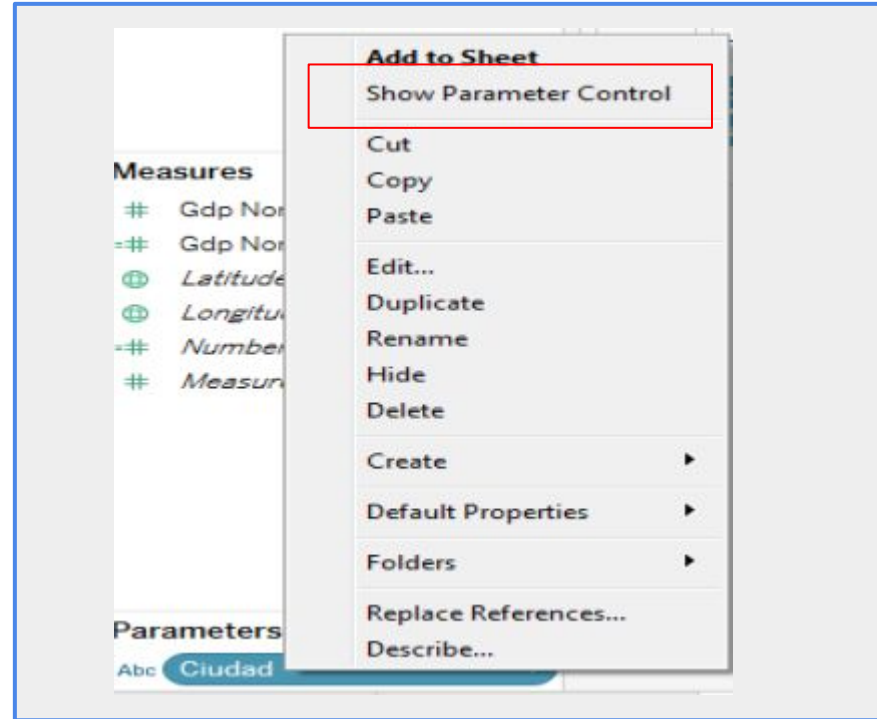 Add to Sheet
Show Parameter Control
Cut
Copy
Paste
Edit...
Duplicate
Rename
Hide
Delete
Create
Default Properties
Folders
Replace References...
Describe...
Measures
Gdp Nor
Gdp Nor
Latitude
Longitu
Number
Measur
Parameters
Abc Ciudad